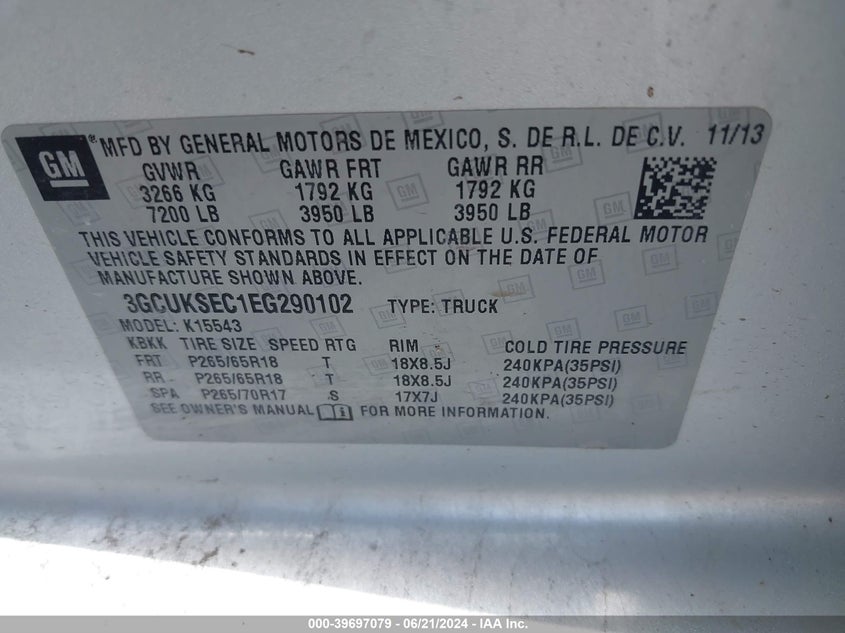 GM
® MFD BY GENERAL MOTORS DE MEXICO, S. DE R.L. DE C.V. 11/13
GVWR GAWR FRT GAWR RR
3266 KG 1792 KG 1792 KG
7200 LB 3950 LB 3950 LB
THIS VEHICLE CONFORMS TO ALL APPLICABLE U.S. FEDERAL MOTOR
VEHICLE SAFETY STANDARDS IN EFFECT ON THE DATE OF
MANUFACTURE SHOWN ABOVE.
3GCUKSEC1EG290102 TYPE: TRUCK
MODEL: K15543
KBKK TIRE SIZE SPEED RTG RIM COLD TIRE PRESSURE
FRT P265/65R18 T 18X8.5J 240KPA(35PSI)
RR P265/65R18 T 18X8.5J 240KPA(35PSI)
SPA P265/70R17 S 17X7J 240KPA(35PSI)
SEE OWNER'S MANUAL FOR MORE INFORMATION.
000-39697079 - 06/21/2024 - IAA Inc.